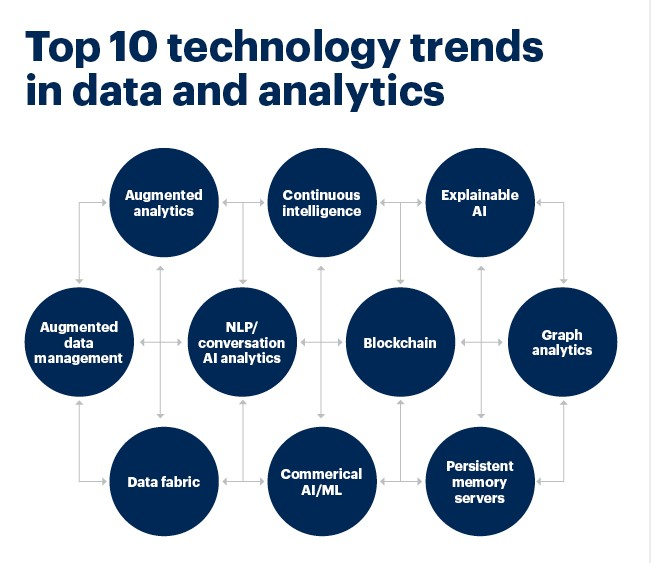 Top 10 technology trends
in data and analytics
Augmented
analytics
Continuous
intelligence
Explainable
AI
Augmented
data
management
NLP/
conversation
AI analytics
Blockchain
Graph
analytics
Data fabric
Commerical
AI/ML
Persistent
memory
servers